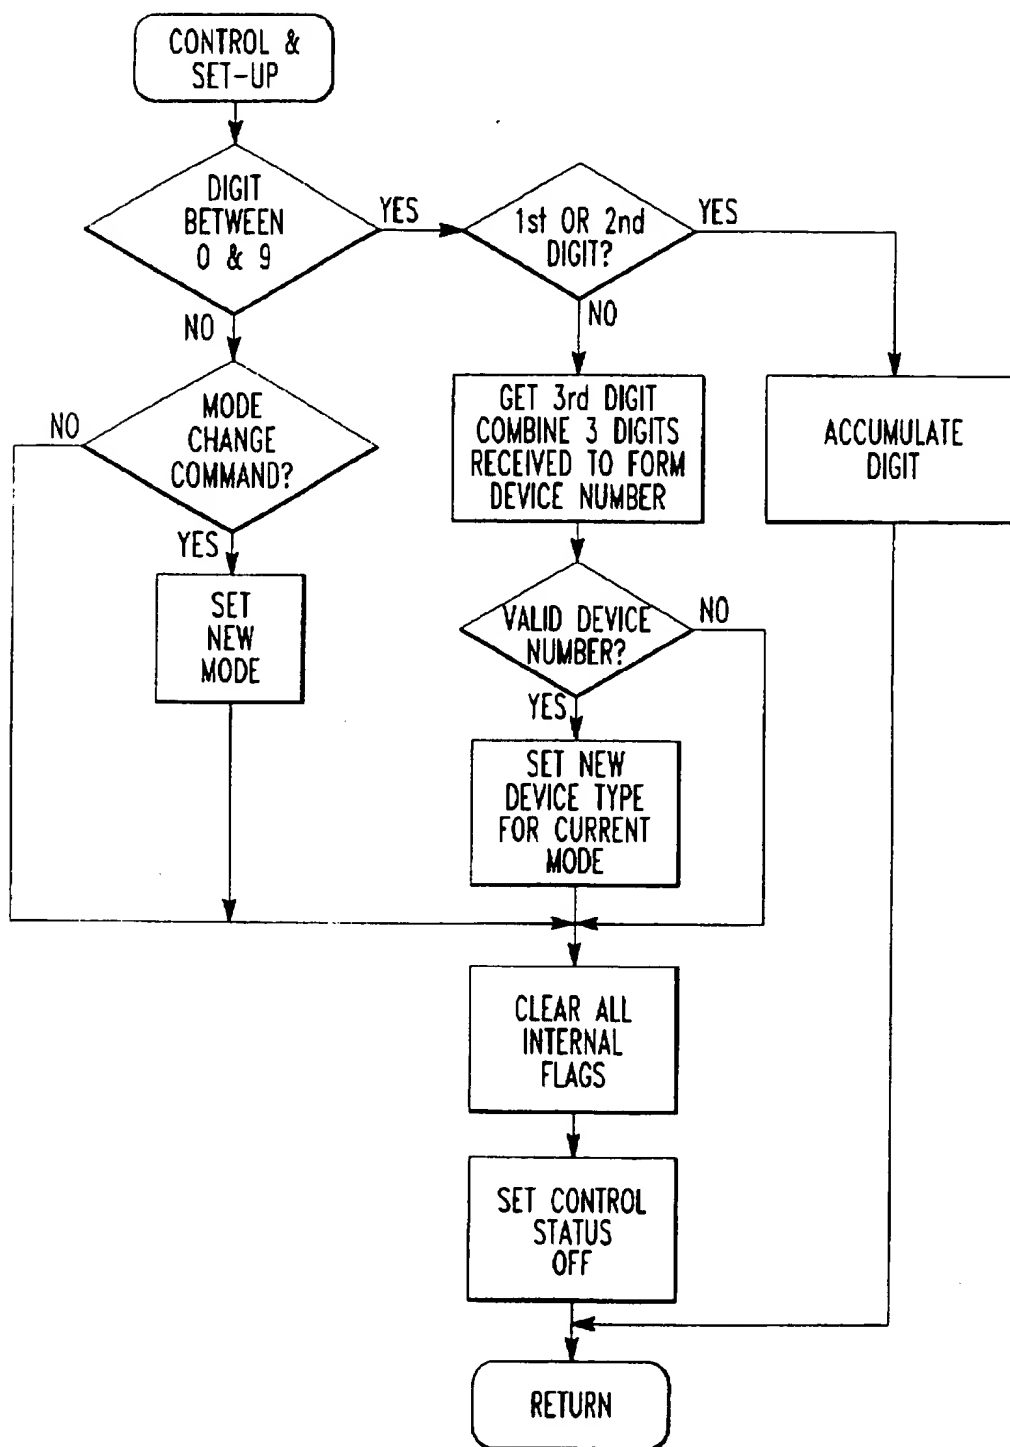 CONTROL &
SET-UP
DIGIT
BETWEEN
0 & 9
YES
1st OR 2nd
DIGIT?
YES
NO
NO
MODE
CHANGE
COMMAND?
NO
GET 3rd DIGIT
COMBINE 3 DIGITS
RECEIVED TO FORM
DEVICE NUMBER
ACCUMULATE
DIGIT
YES
SET
NEW
MODE
VALID DEVICE
NUMBER?
NO
YES
SET NEW
DEVICE TYPE
FOR CURRENT
MODE
CLEAR ALL
INTERNAL
FLAGS
SET CONTROL
STATUS
OFF
RETURN